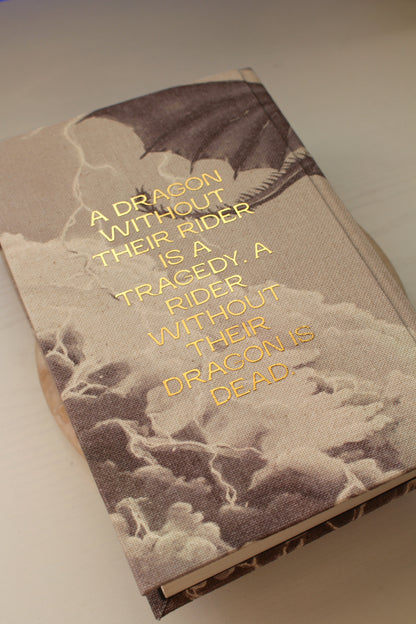 A DRAGON
WITHOUT
THEIR RIDER
IS A
TRAGEDY. A
RIDER
WITHOUT
THEIR
DRAGON IS
DEAD.